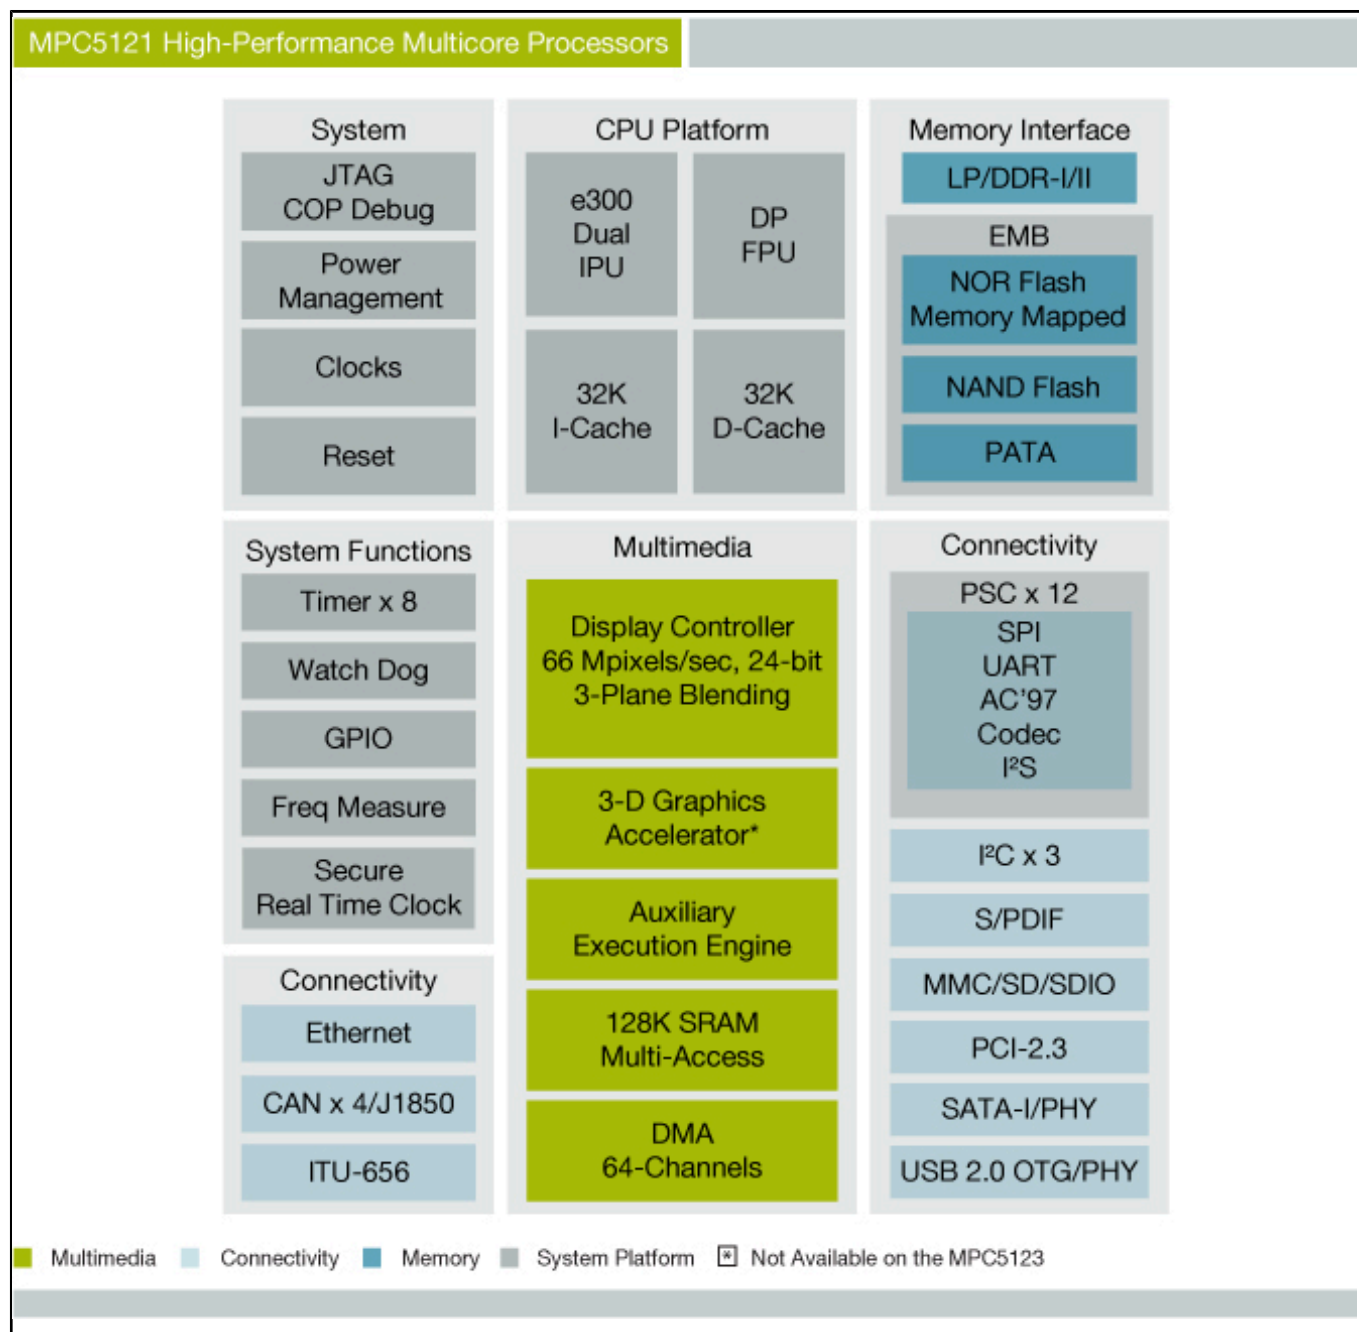 MPC5121 High-Performance Multicore Processors
System
JTAG
COP Debug
Power
Management
Clocks
Reset
CPU Platform
e300
Dual
IPU
DP
FPU
32K
I-Cache
32K
D-Cache
Memory Interface
LP/DDR-I/II
EMB
NOR Flash
Memory Mapped
NAND Flash
PATA
System Functions
Timer x 8
Watch Dog
GPIO
Freq Measure
Secure
Real Time Clock
Connectivity
Ethernet
CAN x 4/J1850
ITU-656
Multimedia
Display Controller
66 Mpixels/sec, 24-bit
3-Plane Blending
3-D Graphics
Accelerator*
Auxiliary
Execution Engine
128K SRAM
Multi-Access
DMA
64-Channels
Connectivity
PSC x 12
SPI
UART
AC’97
Codec
I²S
I²C x 3
S/PDIF
MMC/SD/SDIO
PCI-2.3
SATA-I/PHY
USB 2.0 OTG/PHY
Multimedia Connectivity Memory System Platform * Not Available on the MPC5123